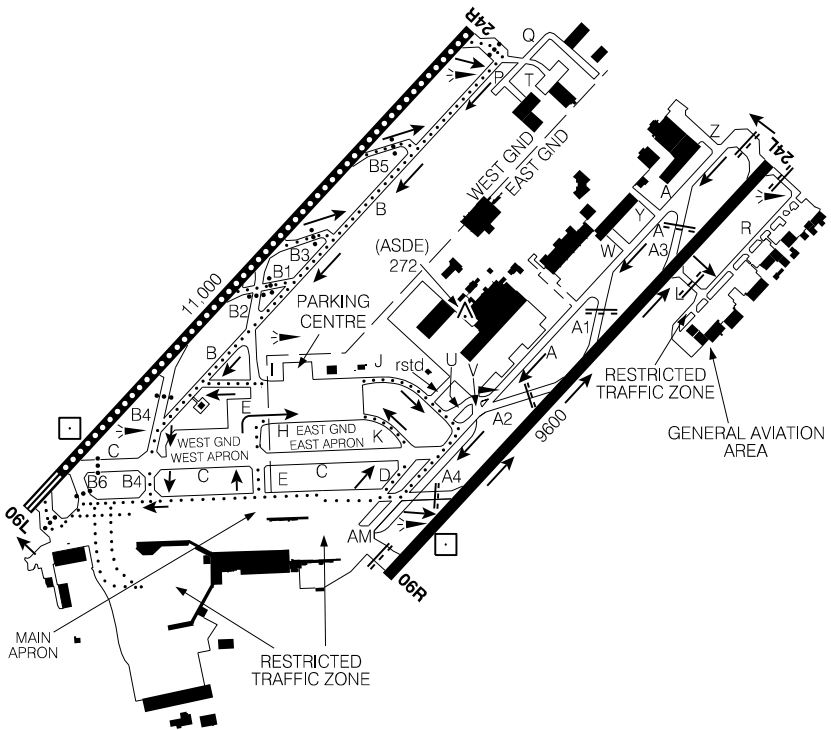 24R
Q
P
T
Z
24L
WEST GND
EAST GND
B5
A
B
Y
R
A
A3
(ASDE)
272
W
B3
B1
L
11,000
B2
PARKING
CENTRE
A1
B
J
rstd
U
V
A
RESTRICTED
TRAFFIC ZONE
B4
E
A2
9600
GENERAL AVIATION
AREA
H
EAST GND
EAST APRON
K
WEST GND
WEST APRON
C
B6
B4
C
E
C
D
A4
06L
AM
06R
MAIN
APRON
RESTRICTED
TRAFFIC ZONE